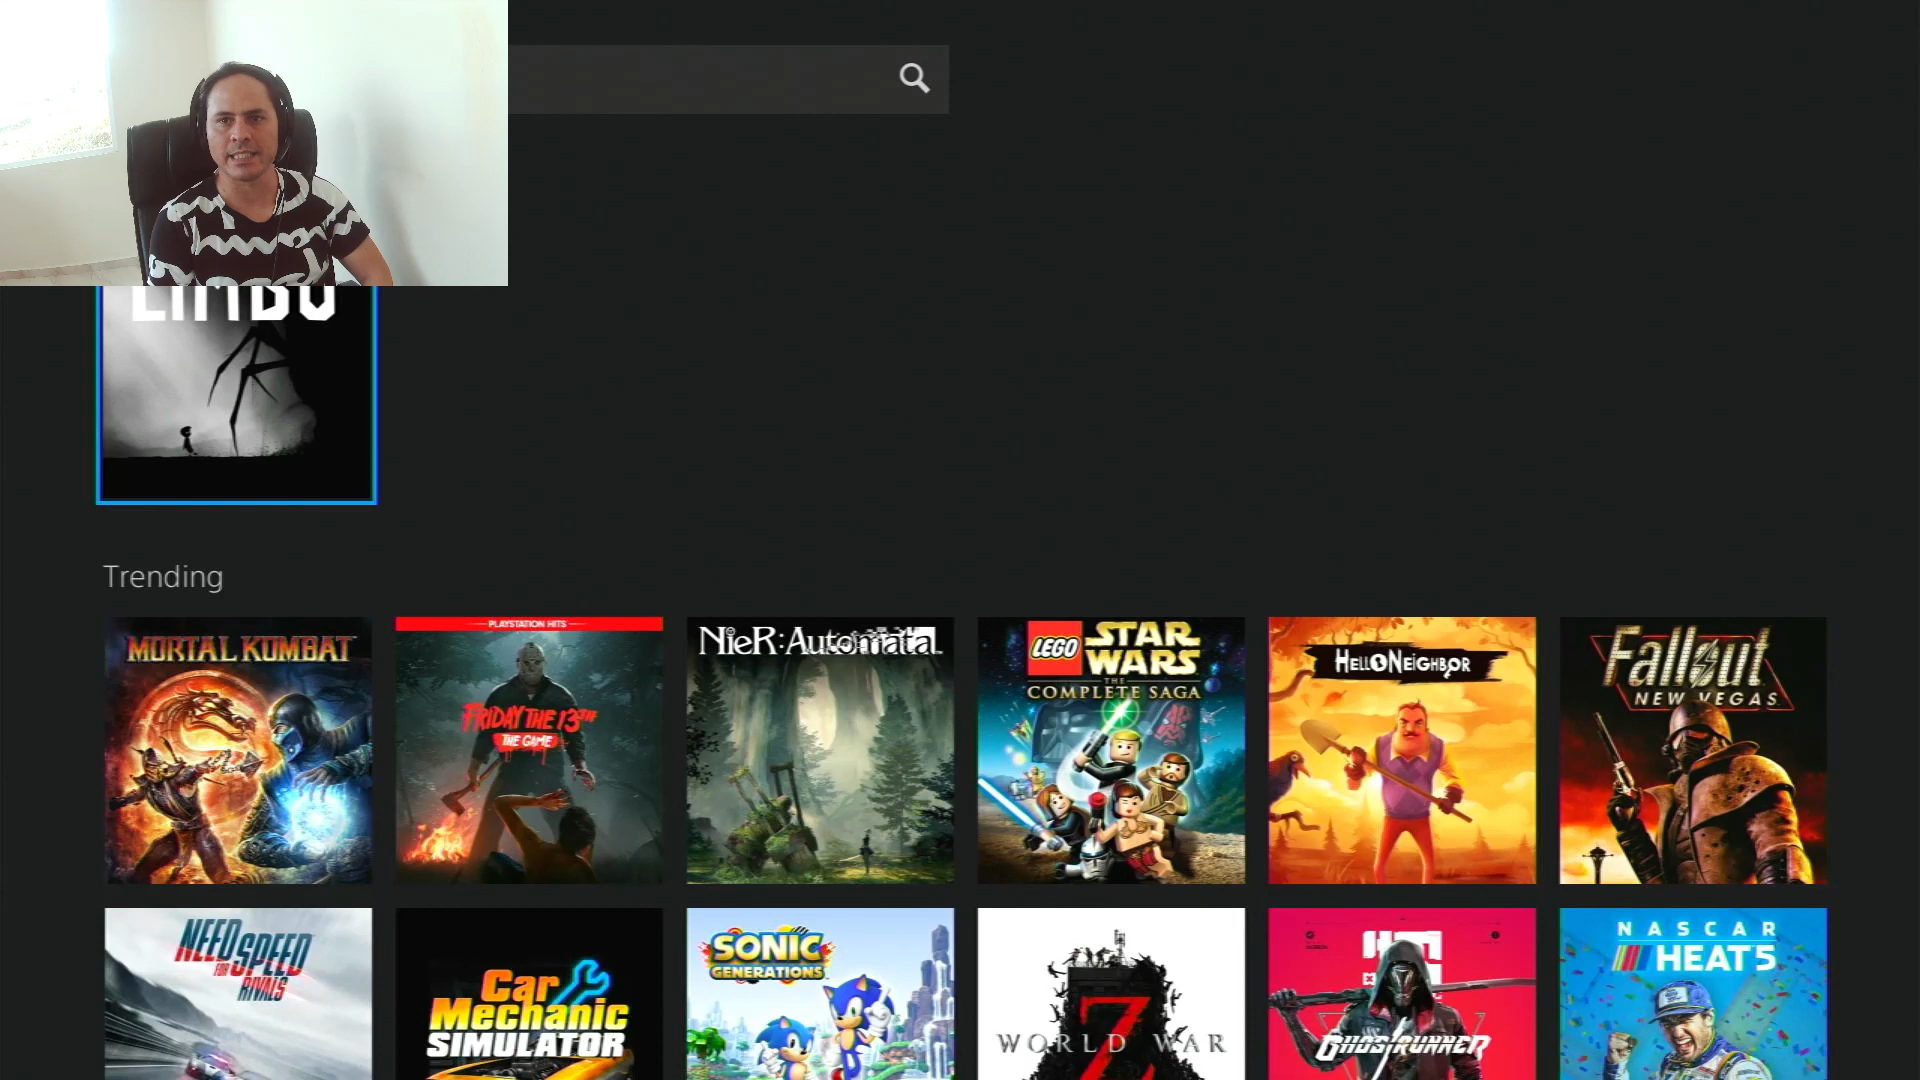 LIMBO
Trending
MORTAL KOMBAT
PLAYSTATION HITS
FRIDAY THE 13TH
THE GAME
NieR:Automata
LEGO STAR WARS
THE
COMPLETE SAGA
HELLO NEIGHBOR
Fallout
NEW VEGAS
NEED FOR SPEED
RIVALS
Car
Mechanic
SIMULATOR
SONIC
GENERATIONS
WORLD WAR Z
GHOSTRUNNER
NASCAR
HEAT 5